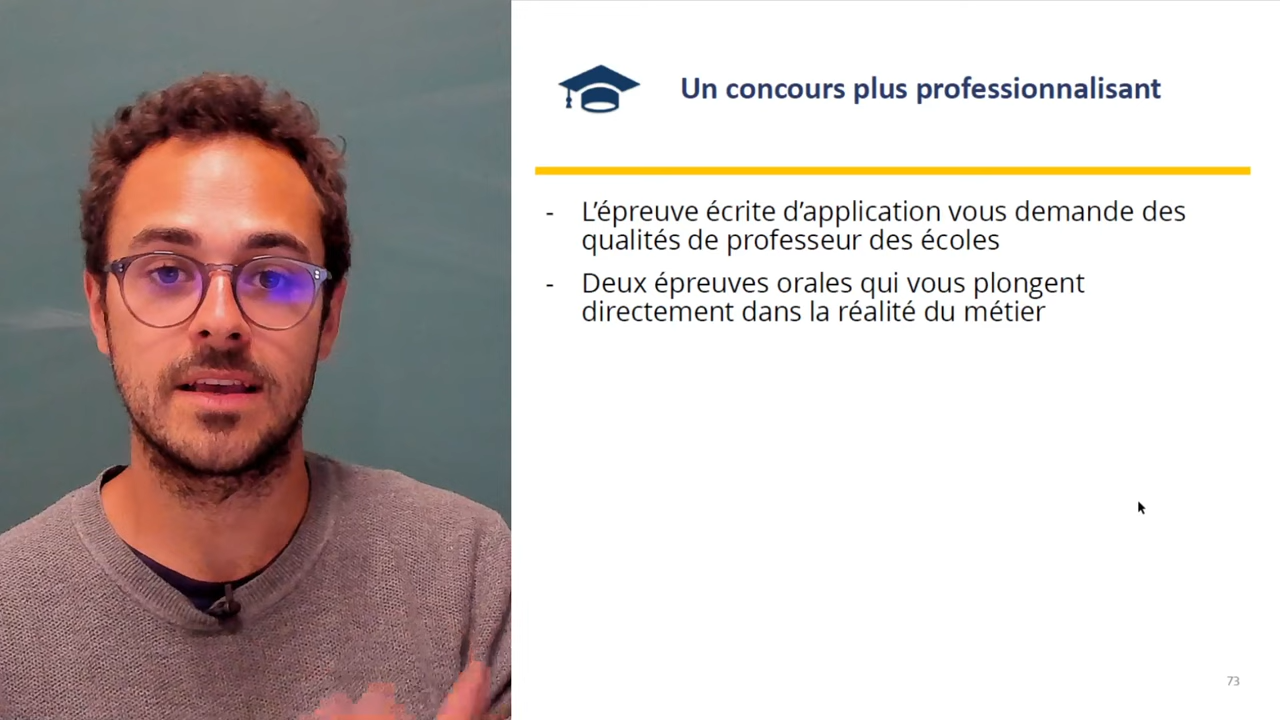 Un concours plus professionnalisant
- L’épreuve écrite d’application vous demande des
qualités de professeur des écoles
- Deux épreuves orales qui vous plongent
directement dans la réalité du métier
73